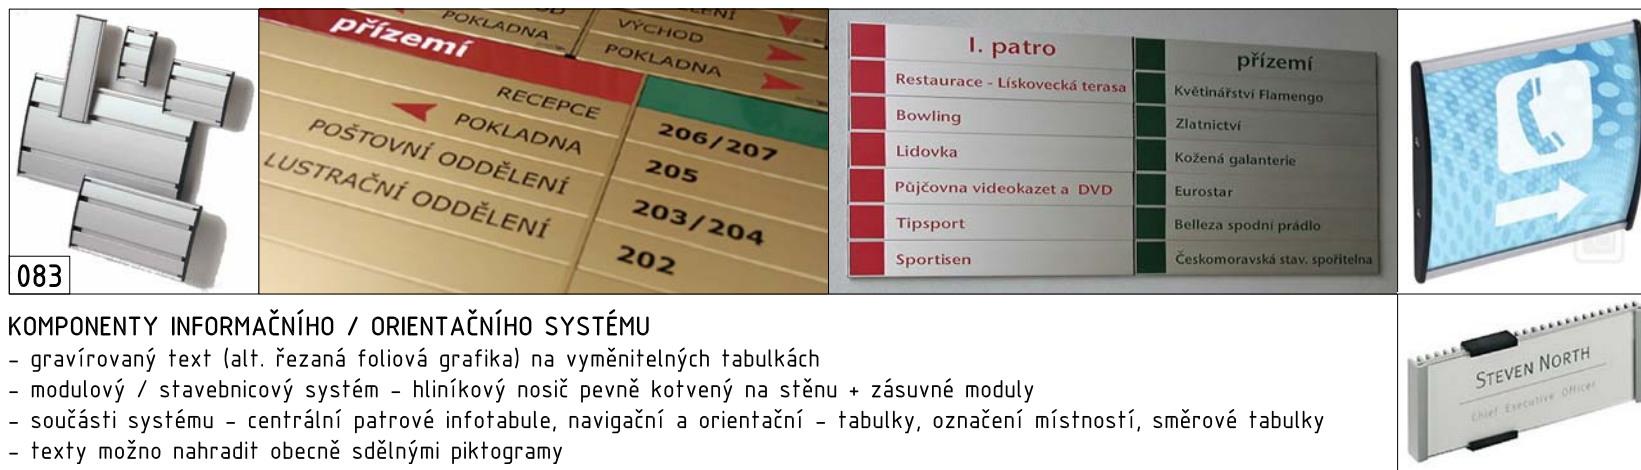 083
POKLADNA
VÝCHOD
POKLADNA
přízemí
RECEPCE
POKLADNA
POŠTOVNÍ ODDĚLENÍ
LUSTRAČNÍ ODDĚLENÍ
206/207
205
203/204
202
I. patro
Restaurace - Lískovecká terasa
Bowling
Lidovka
Půjčovna videokazet a DVD
Tipsport
Sportisen
přízemí
Květinářství Flamengo
Zlatnictví
Kožená galanterie
Eurostar
Belleza spodní prádlo
Českomoravská stav. spořitelna
KOMPONENTY INFORMAČNÍHO / ORIENTAČNÍHO SYSTÉMU
- gravírovaný text (alt. řezaná foliová grafika) na vyměnitelných tabulkách
- modulový / stavebnicový systém - hliníkový nosič pevně kotvený na stěnu + zásuvné moduly
- součásti systému - centrální patrové infotabule, navigační a orientační - tabulky, označení místností, směrové tabulky
- texty možno nahradit obecně sdělnými piktogramy
STEVEN NORTH
Chief Executive Officer